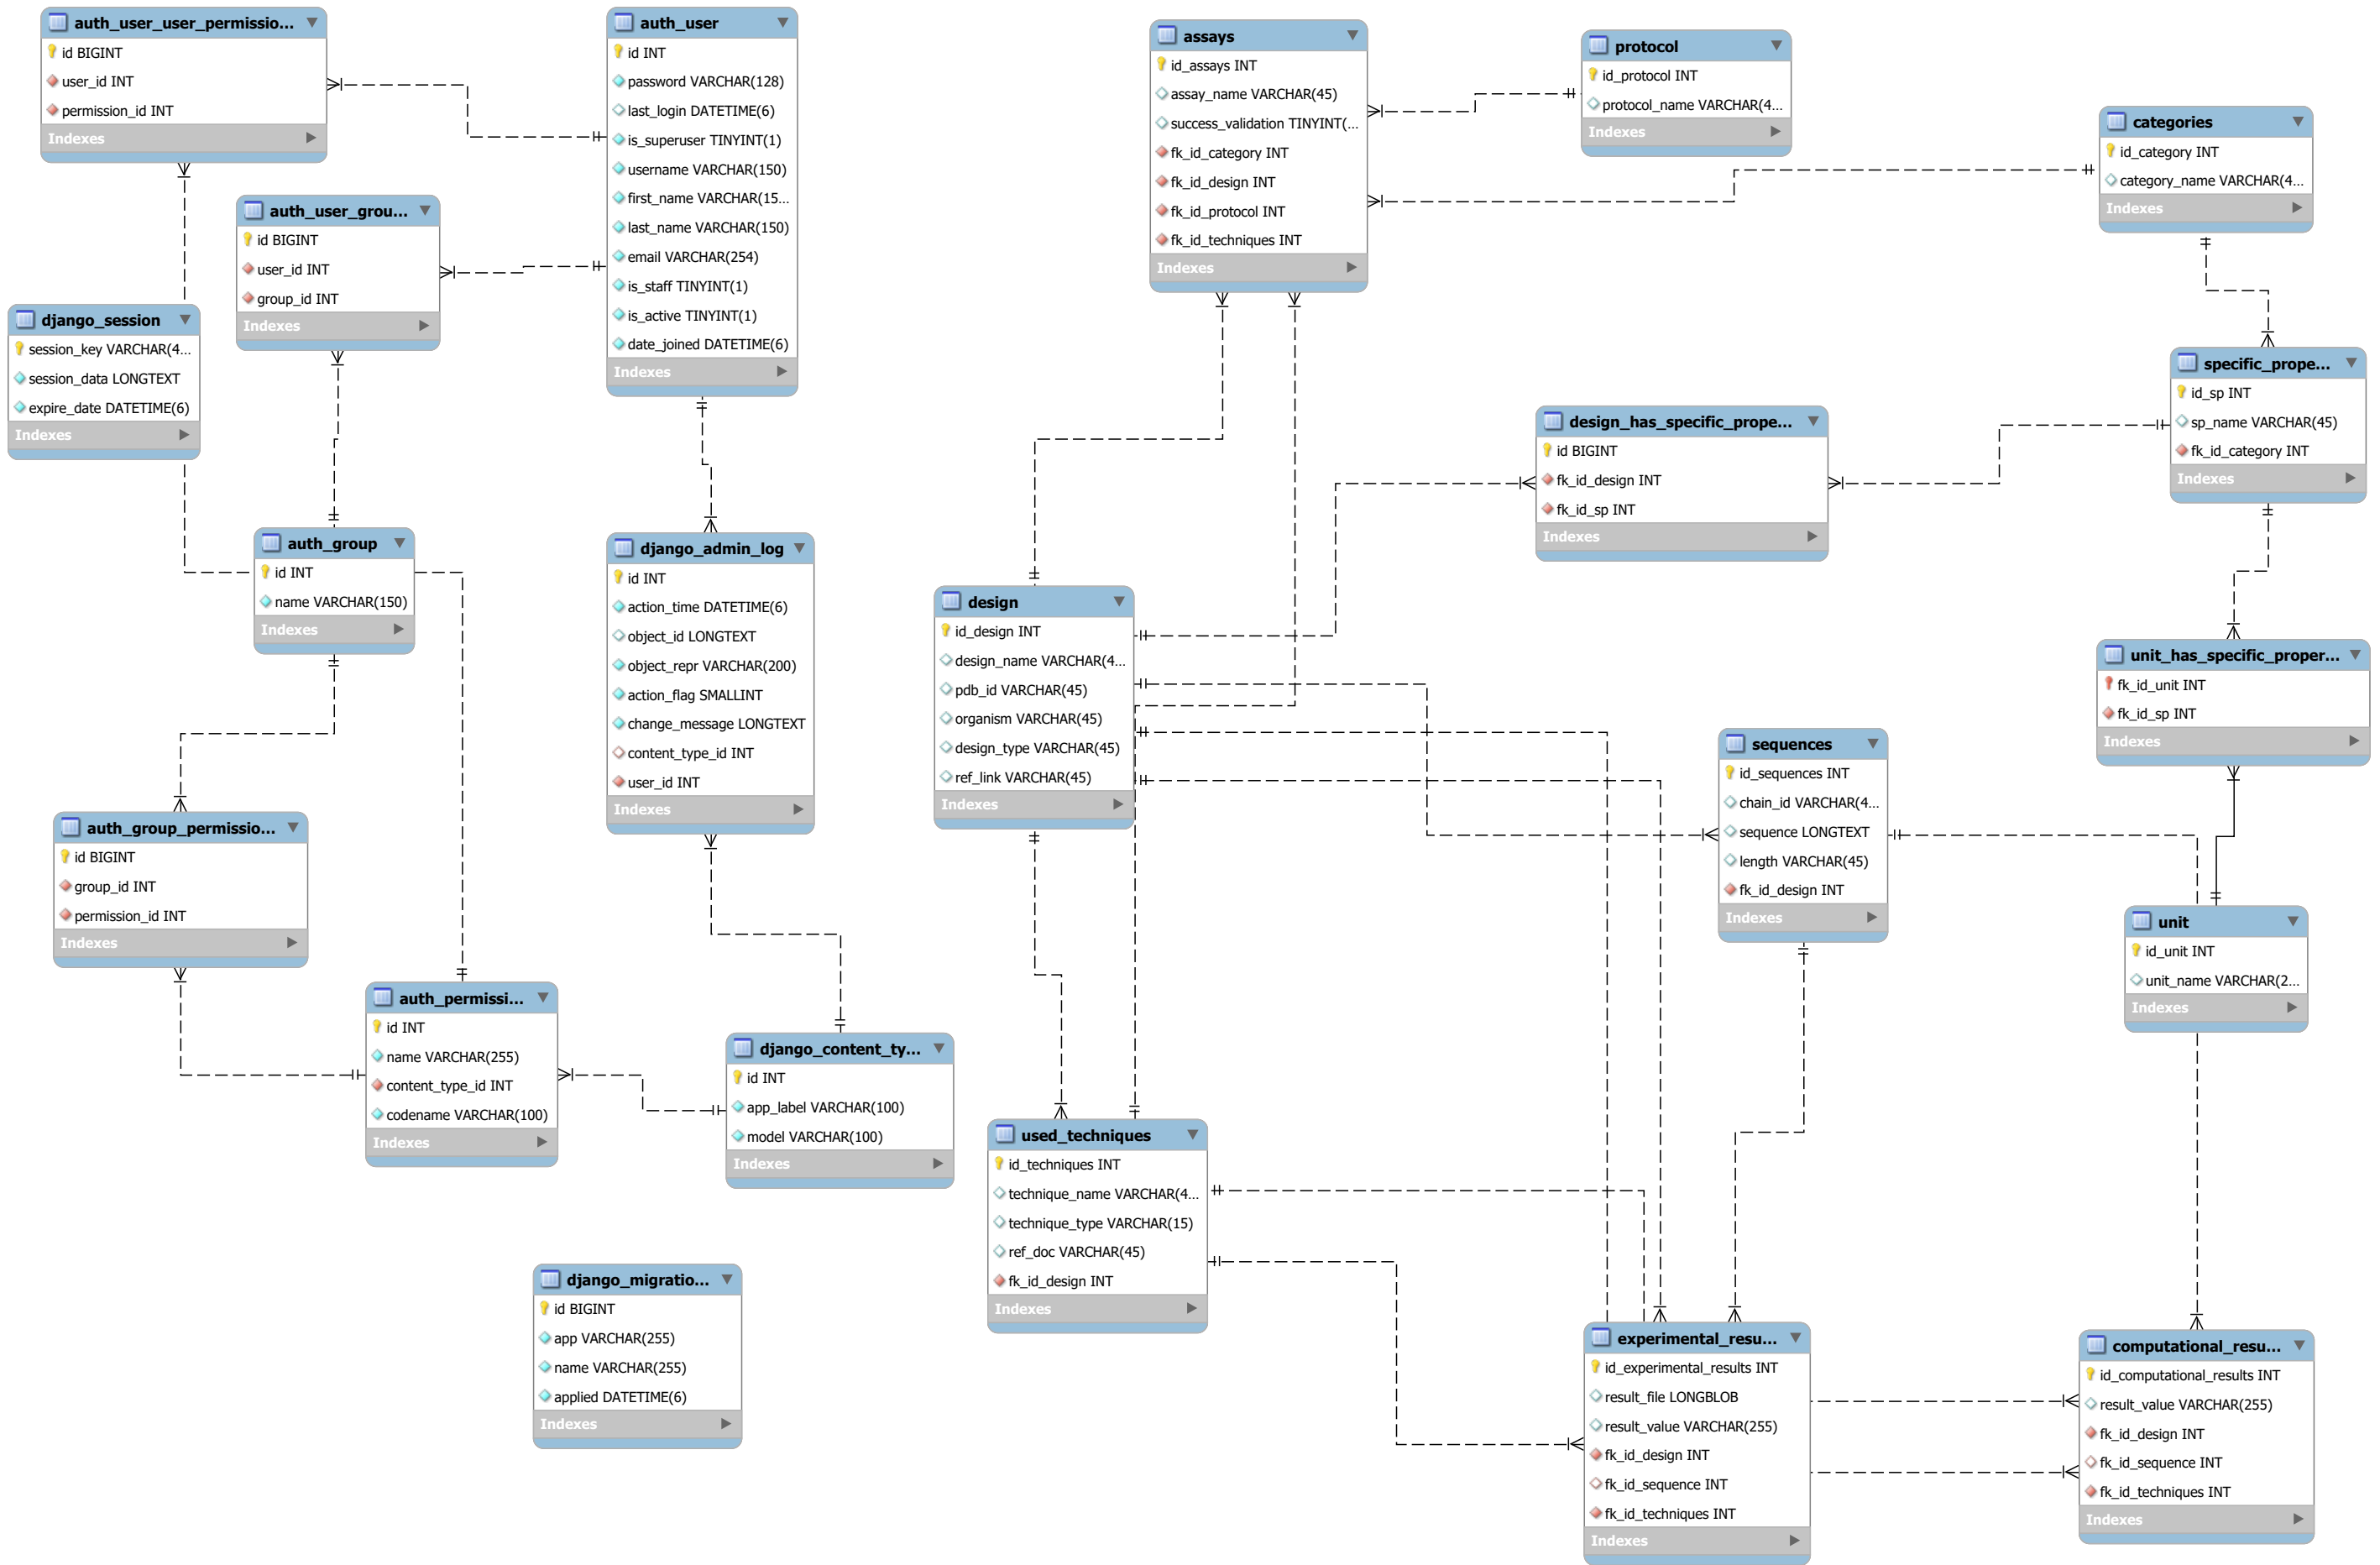 auth_user_user_permissio...
id BIGINT
user_id INT
permission_id INT
Indexes
auth_user
id INT
password VARCHAR(128)
last_login DATETIME(6)
is_superuser TINYINT(1)
username VARCHAR(150)
first_name VARCHAR(15...
last_name VARCHAR(150)
email VARCHAR(254)
is_staff TINYINT(1)
is_active TINYINT(1)
date_joined DATETIME(6)
Indexes
auth_user_grou...
id BIGINT
user_id INT
group_id INT
Indexes
django_session
session_key VARCHAR(4...
session_data LONGTEXT
expire_date DATETIME(6)
Indexes
auth_group
id INT
name VARCHAR(150)
Indexes
django_admin_log
id INT
action_time DATETIME(6)
object_id LONGTEXT
object_repr VARCHAR(200)
action_flag SMALLINT
change_message LONGTEXT
content_type_id INT
user_id INT
Indexes
auth_group_permissio...
id BIGINT
group_id INT
permission_id INT
Indexes
auth_permissi...
id INT
name VARCHAR(255)
content_type_id INT
codename VARCHAR(100)
Indexes
django_content_ty...
id INT
app_label VARCHAR(100)
model VARCHAR(100)
Indexes
django_migratio...
id BIGINT
app VARCHAR(255)
name VARCHAR(255)
applied DATETIME(6)
Indexes
assays
id_assays INT
assay_name VARCHAR(45)
success_validation TINYINT(...
fk_id_category INT
fk_id_design INT
fk_id_protocol INT
fk_id_techniques INT
Indexes
protocol
id_protocol INT
protocol_name VARCHAR(4...
Indexes
categories
id_category INT
category_name VARCHAR(4...
Indexes
specific_prope...
id_sp INT
sp_name VARCHAR(45)
fk_id_category INT
Indexes
design_has_specific_prope...
id BIGINT
fk_id_design INT
fk_id_sp INT
Indexes
design
id_design INT
design_name VARCHAR(4...
pdb_id VARCHAR(45)
organism VARCHAR(45)
design_type VARCHAR(45)
ref_link VARCHAR(45)
Indexes
unit_has_specific_proper...
fk_id_unit INT
fk_id_sp INT
Indexes
sequences
id_sequences INT
chain_id VARCHAR(4...
sequence LONGTEXT
length VARCHAR(45)
fk_id_design INT
Indexes
unit
id_unit INT
unit_name VARCHAR(2...
Indexes
used_techniques
id_techniques INT
technique_name VARCHAR(4...
technique_type VARCHAR(15)
ref_doc VARCHAR(45)
fk_id_design INT
Indexes
experimental_resu...
id_experimental_results INT
result_file LONGBLOB
result_value VARCHAR(255)
fk_id_design INT
fk_id_sequence INT
fk_id_techniques INT
Indexes
computational_resu...
id_computational_results INT
result_value VARCHAR(255)
fk_id_design INT
fk_id_sequence INT
fk_id_techniques INT
Indexes